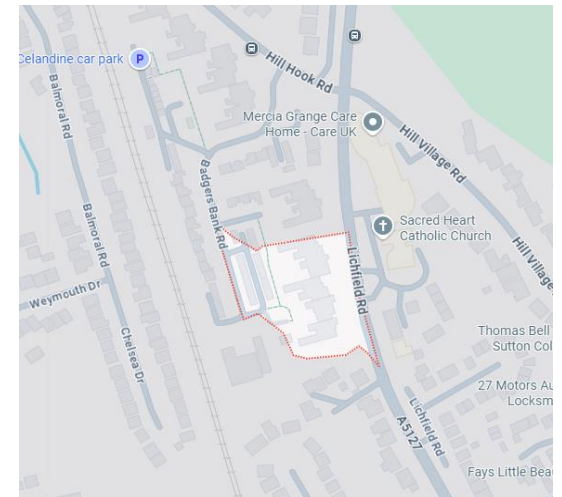 Celandine car park
P
Hill Hook Rd
Mercia Grange Care
Home - Care UK
Hill Village Rd
Balmoral Rd
Badgers Bank Rd
Sacred Heart
Catholic Church
Balmoral Rd
Lichfield Rd
Hill Village
Weymouth Dr
Chelsea Dr
Thomas Bell
Sutton Col
27 Motors Au
Locksm
Lichfield Rd
A5127
Fays Little Bea